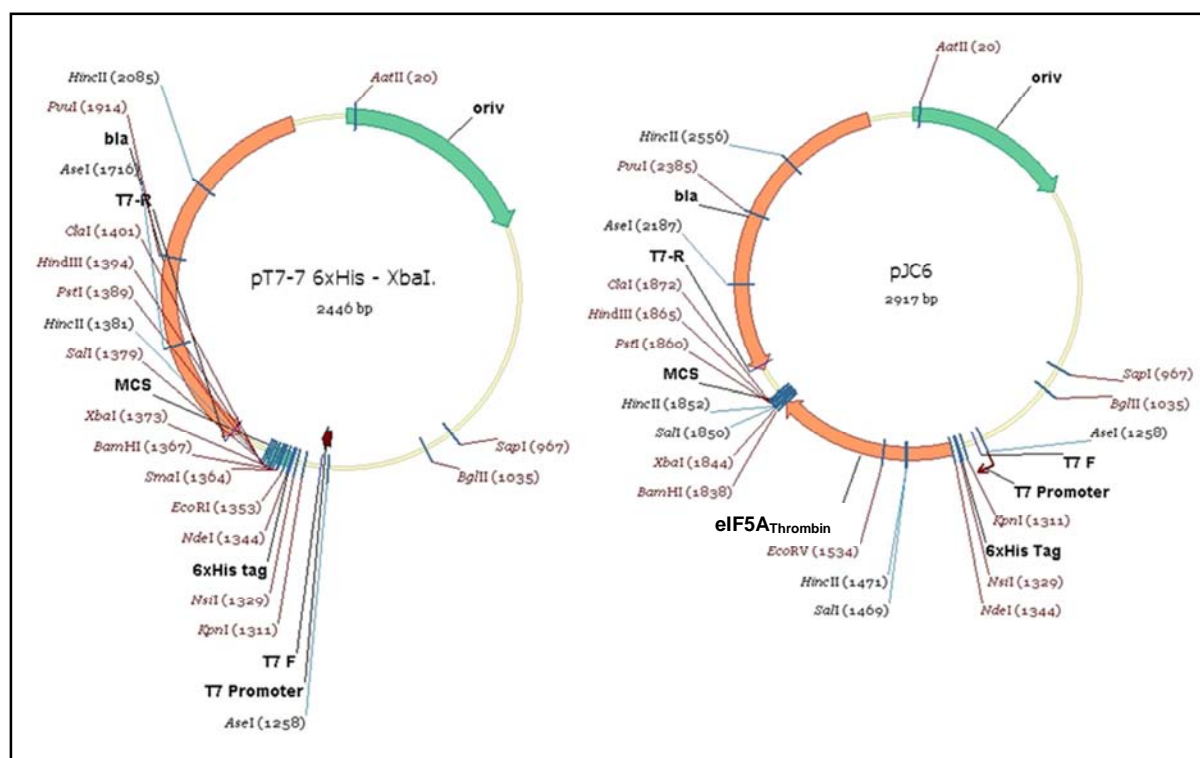 HincII (2085)
PvuI (1914)
bla
AseI (1716)
T7-R
ClaI (1401)
HindIII (1394)
PstI (1389)
HincII (1381)
SalI (1379)
MCS
XbaI (1373)
BamHI (1367)
SmaI (1364)
EcoRI (1353)
NdeI (1344)
6xHis tag
NsiI (1329)
KpnI (1311)
T7 F
T7 Promoter
AseI (1258)
AatII (20)
oriv
pT7-7 6xHis - XbaI.
2446 bp
SapI (967)
BglII (1035)
AatII (20)
oriv
HincII (2556)
PvuI (2385)
bla
AseI (2187)
T7-R
ClaI (1872)
HindIII (1865)
PstI (1860)
MCS
HincII (1852)
SalI (1850)
XbaI (1844)
BamHI (1838)
eIF5AThrombin
EcoRV (1534)
HincII (1471)
SalI (1469)
pJC6
2917 bp
SapI (967)
BglII (1035)
AseI (1258)
T7 F
T7 Promoter
KpnI (1311)
6xHis Tag
NsiI (1329)
NdeI (1344)